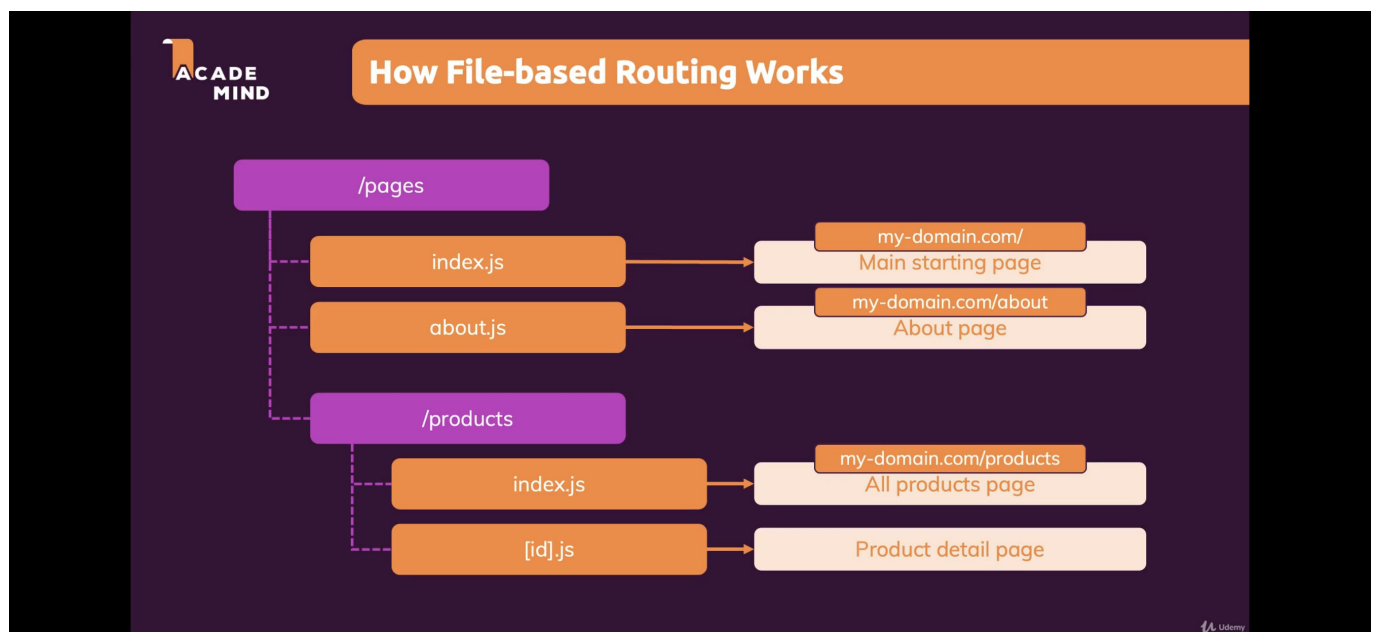 ACADE
MIND
How File-based Routing Works
/pages
index.js
my-domain.com/
Main starting page
about.js
my-domain.com/about
About page
/products
index.js
my-domain.com/products
All products page
[id].js
Product detail page
Udemy